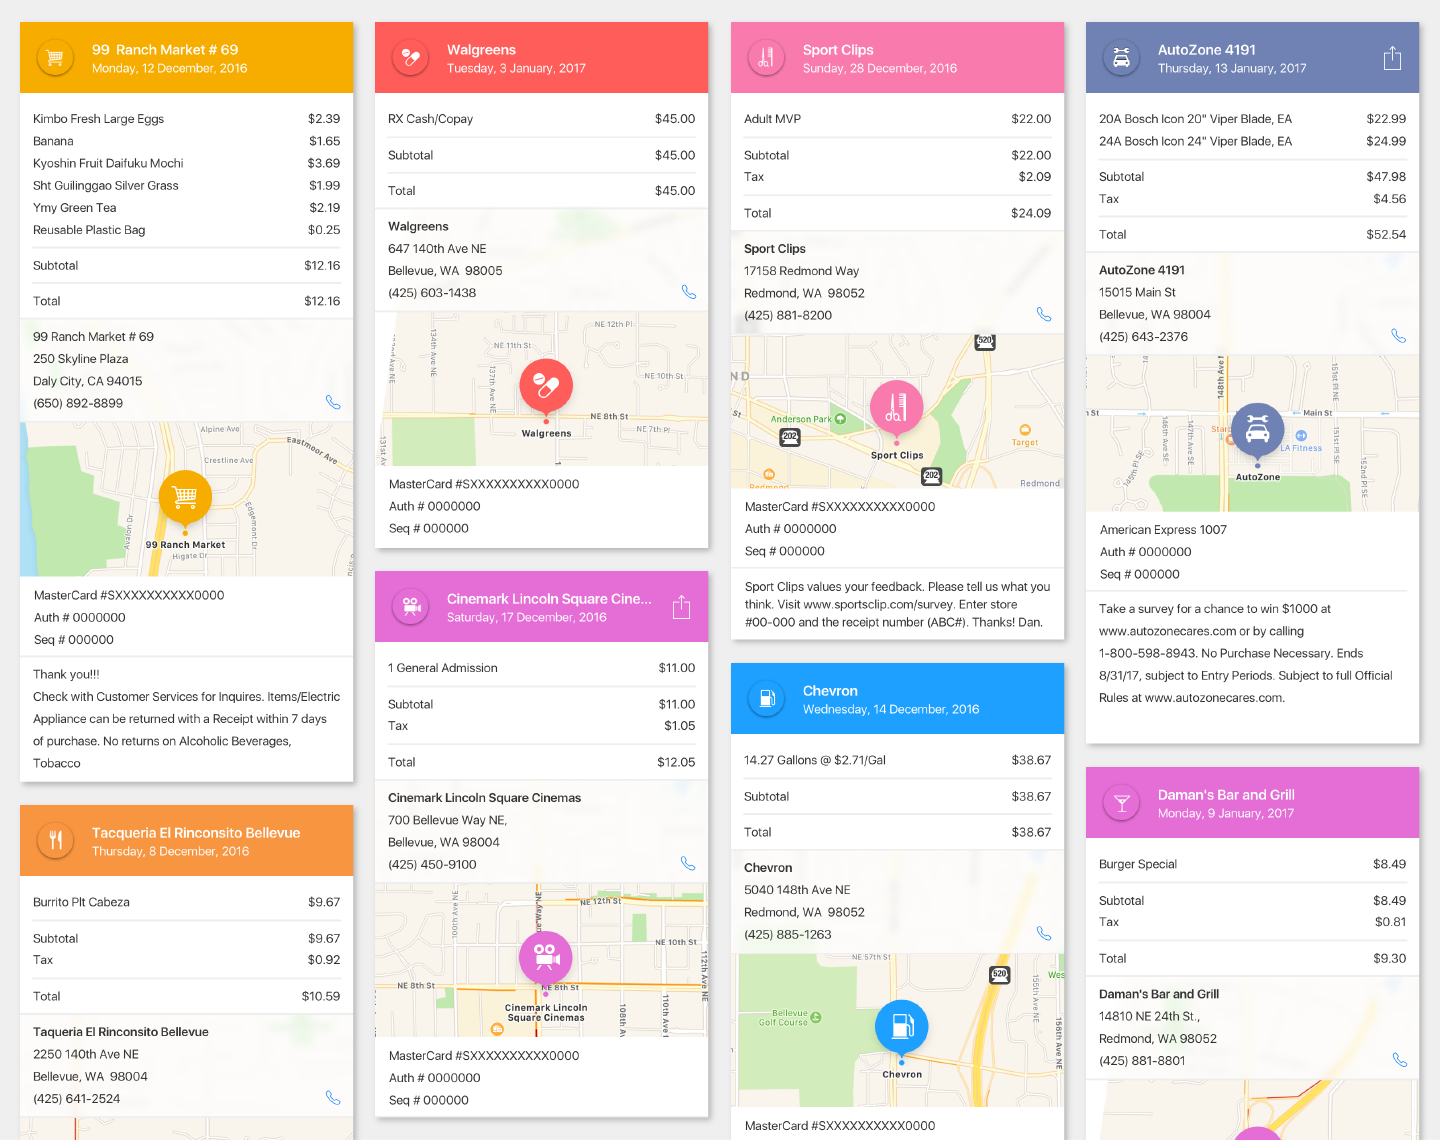 99  Ranch Market # 69
Monday, 12 December, 2016
Kimbo Fresh Large Eggs $2.39
Banana $1.65
Kyoshin Fruit Daifuku Mochi $3.69
Sht Guilinggao Silver Grass $1.99
Ymy Green Tea $2.19
Reusable Plastic Bag $0.25
Subtotal $12.16
Total $12.16
99 Ranch Market # 69
250 Skyline Plaza
Daly City, CA 94015
(650) 892-8899
Alpine Ave
Eastmoor Ave
Crestline Ave
Avalon Dr
Edgemont Dr
99 Ranch Market
Higate Dr
MasterCard #SXXXXXXXXXX0000
Auth # 0000000
Seq # 000000
Thank you!!!
Check with Customer Services for Inquires. Items/Electric
Appliance can be returned with a Receipt within 7 days
of purchase. No returns on Alcoholic Beverages,
Tobacco
Tacqueria El Rinconsito Bellevue
Thursday, 8 December, 2016
Burrito Plt Cabeza $9.67
Subtotal $9.67
Tax $0.92
Total $10.59
Taqueria El Rinconsito Bellevue
2250 140th Ave NE
Bellevue, WA  98004
(425) 641-2524
Walgreens
Tuesday, 3 January, 2017
RX Cash/Copay $45.00
Subtotal $45.00
Total $45.00
Walgreens
647 140th Ave NE
Bellevue, WA  98005
(425) 603-1438
NE 12th Pl
134th Ave NE
NE 11th St
137th Ave NE
NE 10th St
NE 8th St
NE 7th Pl
Walgreens
MasterCard #SXXXXXXXXXX0000
Auth # 0000000
Seq # 000000
Cinemark Lincoln Square Cine...
Saturday, 17 December, 2016
1 General Admission $11.00
Subtotal $11.00
Tax $1.05
Total $12.05
Cinemark Lincoln Square Cinemas
700 Bellevue Way NE,
Bellevue, WA 98004
(425) 450-9100
100th Ave NE
NE 12th St
NE 10th St
112th Ave NE
NE 8th St
NE 8th St
Cinemark Lincoln
Square Cinemas
108th Ave NE
110th Ave NE
MasterCard #SXXXXXXXXXX0000
Auth # 0000000
Seq # 000000
Sport Clips
Sunday, 28 December, 2016
Adult MVP $22.00
Subtotal $22.00
Tax $2.09
Total $24.09
Sport Clips
17158 Redmond Way
Redmond, WA  98052
(425) 881-8200
520
ND
Anderson Park
202
Target
Sport Clips
202
Redmond
Redmond
MasterCard #SXXXXXXXXXX0000
Auth # 0000000
Seq # 000000
Sport Clips values your feedback. Please tell us what you
think. Visit www.sportsclip.com/survey. Enter store
#00-000 and the receipt number (ABC#). Thanks! Dan.
Chevron
Wednesday, 14 December, 2016
14.27 Gallons @ $2.71/Gal $38.67
Subtotal $38.67
Total $38.67
Chevron
5040 148th Ave NE
Redmond, WA  98052
(425) 885-1263
NE 57th St
520
Wes
Bellevue
Golf Course
155th Ave NE
156th Ave NE
Chevron
MasterCard #SXXXXXXXXXX0000
AutoZone 4191
Thursday, 13 January, 2017
20A Bosch Icon 20" Viper Blade, EA $22.99
24A Bosch Icon 24" Viper Blade, EA $24.99
Subtotal $47.98
Tax $4.56
Total $52.54
AutoZone 4191
15015 Main St
Bellevue, WA 98004
(425) 643-2376
148th Ave
151st Pl NE
Main St
146th Ave SE
147th Ave SE
Starb
LA Fitness
151st Pl SE
149th Pl SE
152nd Pl SE
AutoZone
American Express 1007
Auth # 0000000
Seq # 000000
Take a survey for a chance to win $1000 at
www.autozonecares.com or by calling
1-800-598-8943. No Purchase Necessary. Ends
8/31/17, subject to Entry Periods. Subject to full Official
Rules at www.autozonecares.com.
Daman's Bar and Grill
Monday, 9 January, 2017
Burger Special $8.49
Subtotal $8.49
Tax $0.81
Total $9.30
Daman's Bar and Grill
14810 NE 24th St.,
Redmond, WA 98052
(425) 881-8801